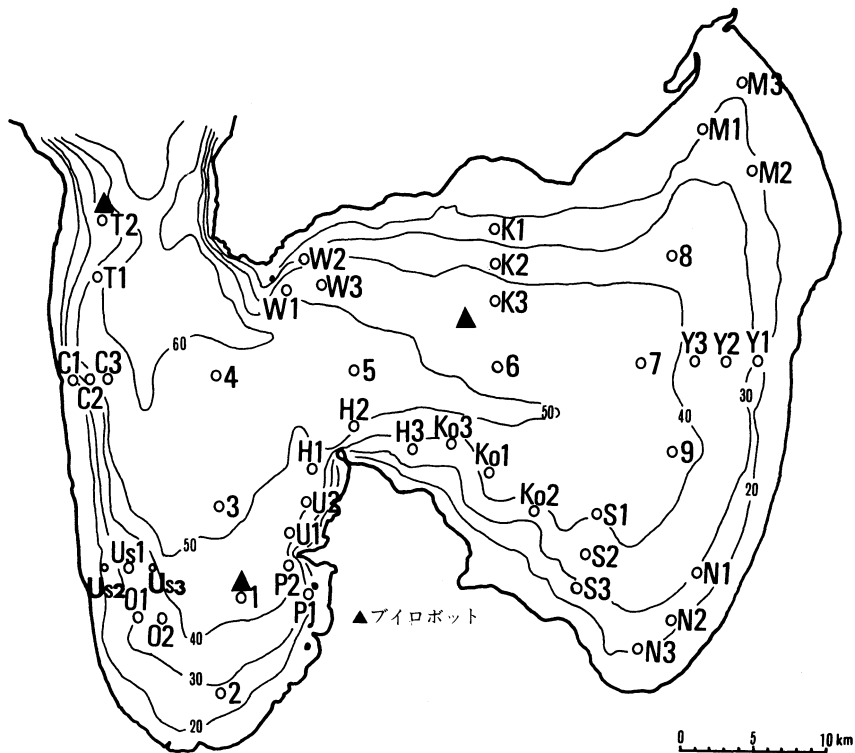 M3
M1
M2
T2
K1
8
W2
K2
T1
W3
K3
W1
60
C1 C3
4
5
6
7
Y3 Y2 Y1
C2
30
50
40
H2
H3 Ko3
9
H1
Ko1
20
3
U2
Ko2
S1
50
U1
S2
Us1
P2
N1
Us2
Us3
1
S3
O1
P1
O2
▲ブイロボット
N2
40
N3
30
2
20
0 5 10 km